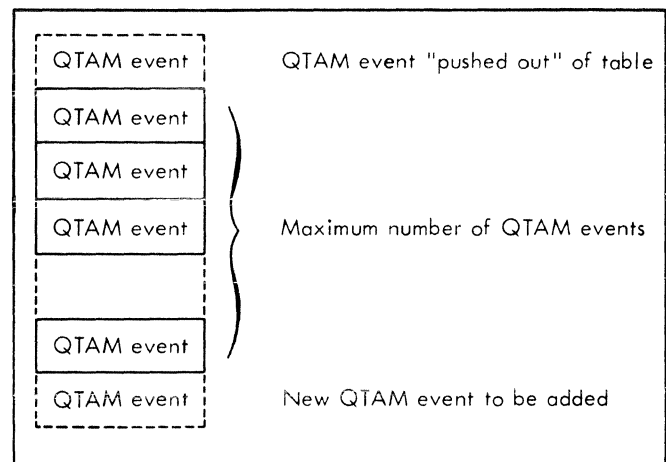 QTAM event QTAM event "pushed out" of table
QTAM event
QTAM event
QTAM event Maximum number of QTAM events
QTAM event
QTAM event New QTAM event to be added